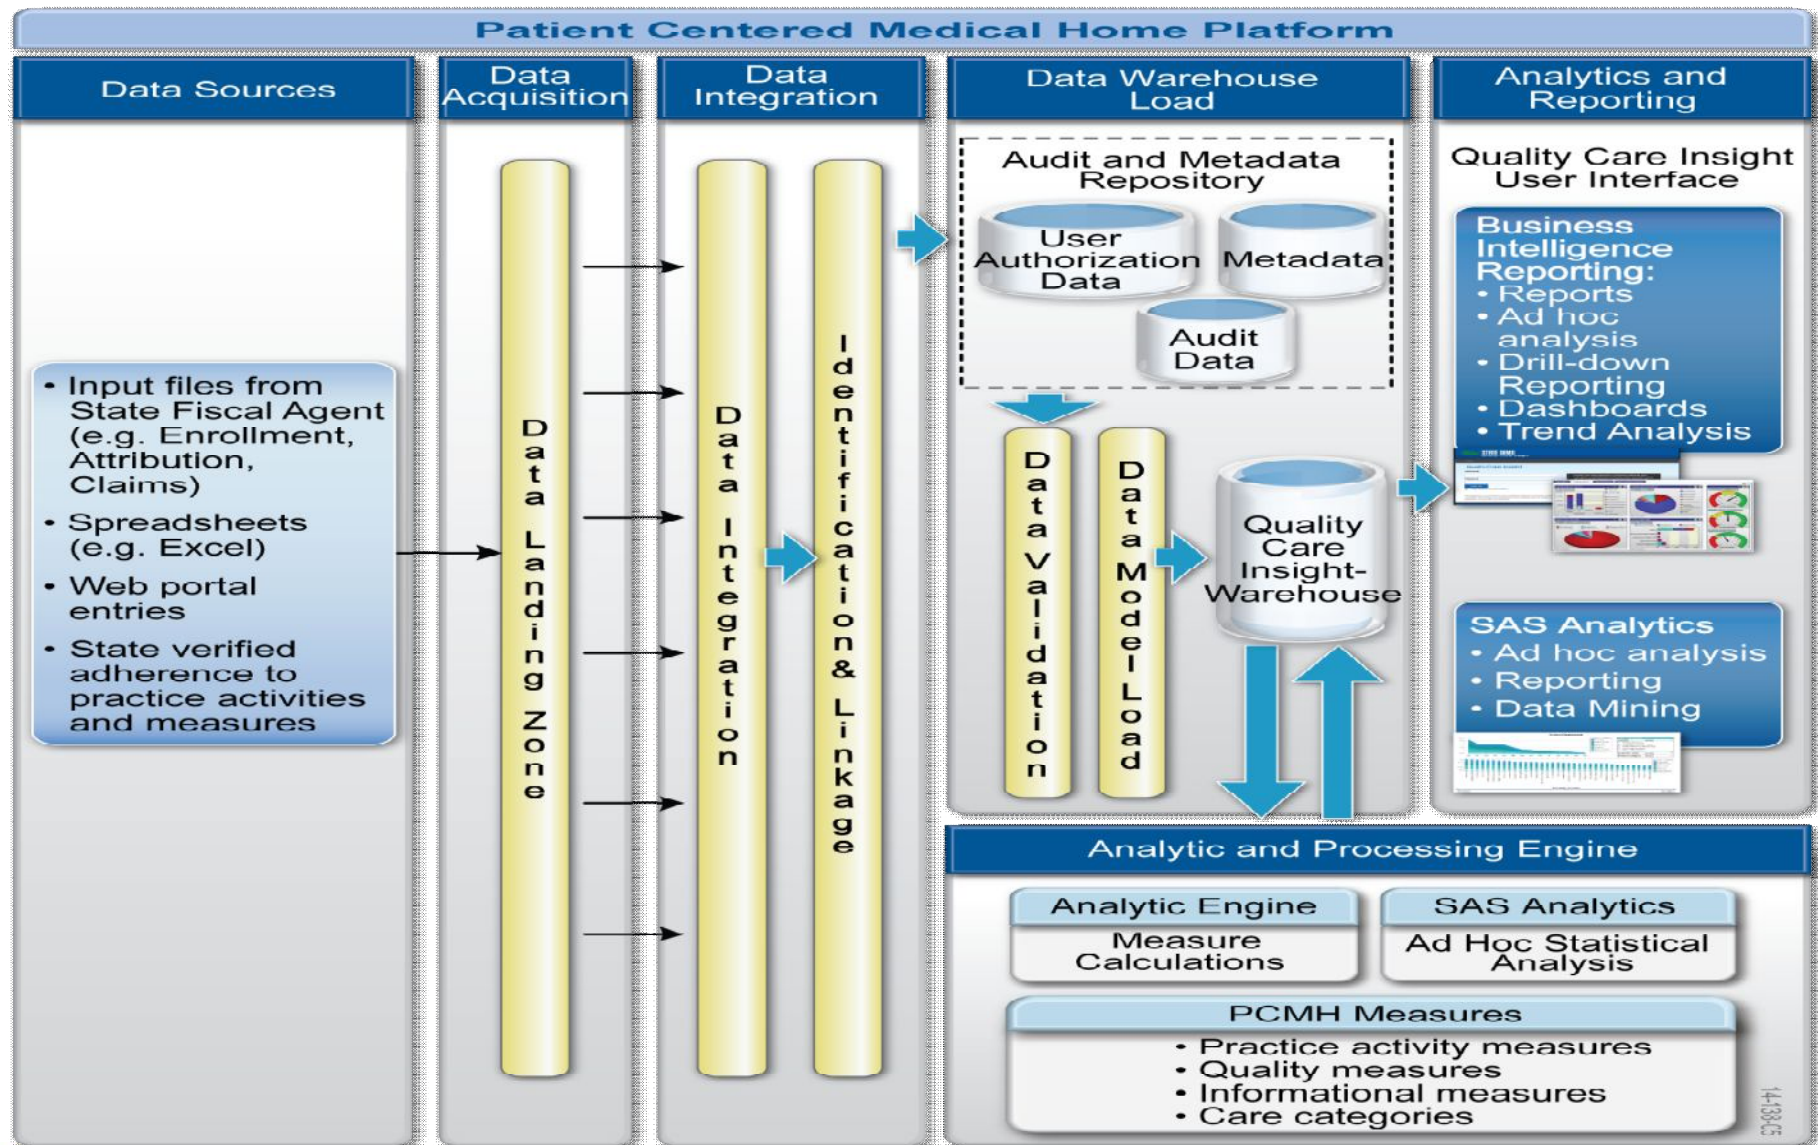 Patient Centered Medical Home Platform
Data Sources
• Input files from
State Fiscal Agent
(e.g. Enrollment,
Attribution,
Claims)
• Spreadsheets
(e.g. Excel)
• Web portal
entries
• State verified
adherence to
practice activities
and measures
Data
Acquisition
Data Landing Zone
Data
Integration
Data Integration
Identification & Linkage
Data Warehouse
Load
Audit and Metadata
Repository
User
Authorization
Data
Metadata
Audit
Data
Data Validation
Data Model Load
Quality
Care
Insight-
Warehouse
Analytics and
Reporting
Quality Care Insight
User Interface
Business
Intelligence
Reporting:
• Reports
• Ad hoc
analysis
• Drill-down
Reporting
• Dashboards
• Trend Analysis
SAS Analytics
• Ad hoc analysis
• Reporting
• Data Mining
Analytic and Processing Engine
Analytic Engine
Measure
Calculations
SAS Analytics
Ad Hoc Statistical
Analysis
PCMH Measures
• Practice activity measures
• Quality measures
• Informational measures
• Care categories
14-138-C5